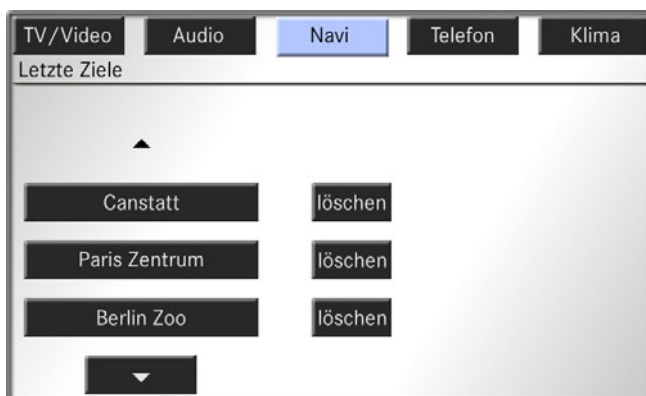 TV/Video Audio Navi Telefon Klima
Letzte Ziele
Canstatt löschen
Paris Zentrum löschen
Berlin Zoo löschen